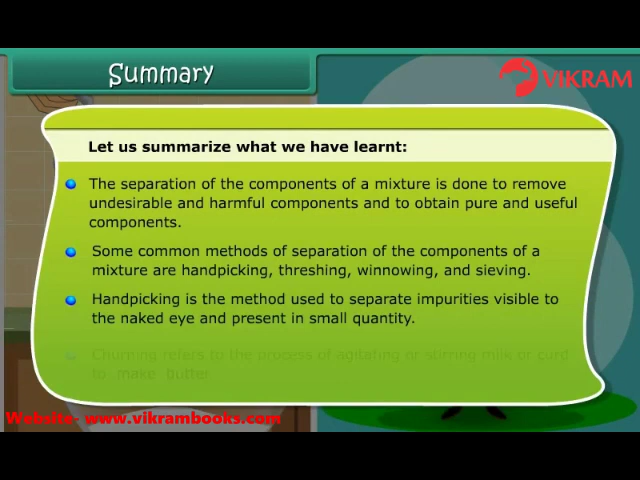 Summary
VIKRAM
Let us summarize what we have learnt:
The separation of the components of a mixture is done to remove
undesirable and harmful components and to obtain pure and useful
components.
Some common methods of separation of the components of a
mixture are handpicking, threshing, winnowing, and sieving.
Handpicking is the method used to separate impurities visible to
the naked eye and present in small quantity.
Churning refers to the process of agitating or stirring milk or curd
to make butter.
Website- www.vikrambooks.com